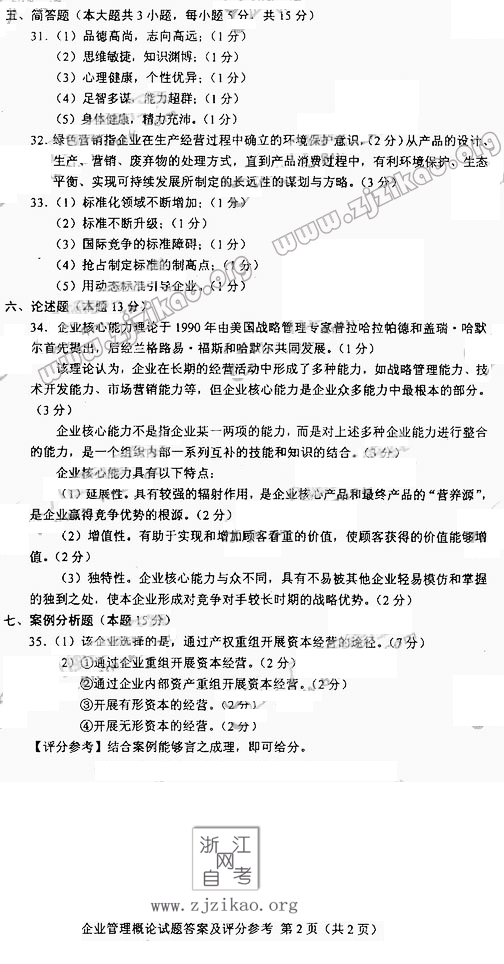 五、简答题（本大题共3小题，每小题5分，共15分）
31.（1）品德高尚，志向高远；（1分）
（2）思维敏捷，知识渊博；（1分）
（3）心理健康，个性优异；（1分）
（4）足智多谋，能力超群；（1分）
（5）身体健康，精力充沛。（1分）
32. 绿色营销指企业在生产经营过程中确立的环境保护意识，（2分）从产品的设计、
生产、营销、废弃物的处理方式，直到产品消费过程中，有利环境保护、生态
平衡、实现可持续发展所制定的长远性的谋划与方略。（3分）
33.（1）标准化领域不断增加；（1分）
（2）标准不断升级；（1分）
（3）国际竞争的标准障碍；（1分）
（4）抢占制定标准的制高点；（1分）
（5）用动态标准引导企业。（1分）
www.zjzikao.org
www.zjzikao.org
六、论述题（本题13分）
34. 企业核心能力理论于1990年由美国战略管理专家普拉哈拉帕德和盖瑞·哈默
尔首先提出，后经兰格路易·福斯和哈默尔共同发展。（1分）
该理论认为，企业在长期的经营活动中形成了多种能力，如战略管理能力、技
术开发能力、市场营销能力等，但企业核心能力是企业众多能力中最根本的部分。
（3分）
企业核心能力不是指企业某一两项的能力，而是对上述多种企业能力进行整合
的能力，是一个组织内部一系列互补的技能和知识的结合。（3分）
企业核心能力具有以下特点：
（1）延展性。具有较强的辐射作用，是企业核心产品和最终产品的“营养源”，
是企业赢得竞争优势的根源。（2分）
（2）增值性。有助于实现和增加顾客看重的价值，使顾客获得的价值能够增
值。（2分）
（3）独特性。企业核心能力与众不同，具有不易被其他企业轻易模仿和掌握
的独到之处，使本企业形成对竞争对手较长时期的战略优势。（2分）
七、案例分析题（本题15分）
35.（1）该企业选择的是，通过产权重组开展资本经营的途径。（7分）
2）①通过企业重组开展资本经营。（2分）
②通过企业内部资产重组开展资本经营。（2分）
③开展有形资本的经营。（2分）
④开展无形资本的经营。（2分）
【评分参考】结合案例能够言之成理，即可给分。
浙江
网
自考
www.zjzikao.org
企业管理概论试题答案及评分参考 第2页（共2页）